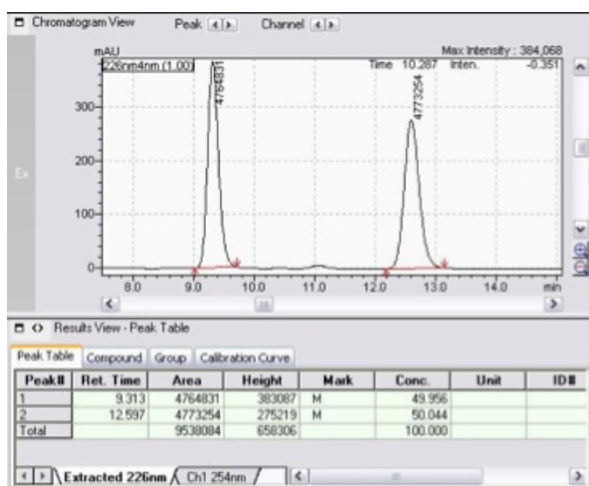 Chromatogram View Peak Channel
mAU
Max Intensity : 384,068
226nm4nm (1.00)
Time 10.287 Inten. -0.351
4764831
4773254
300
200
100
0
8.0 9.0 10.0 11.0 12.0 13.0 14.0 min
Ex
Results View - Peak Table
Peak Table Compound Group Calibration Curve
Peak# Ret. Time Area Height Mark Conc. Unit ID#
1 9.313 4764831 383087 M 49.956
2 12.597 4773254 275219 M 50.044
Total 9538084 658306 100.000
Extracted 226nm Ch1 254nm